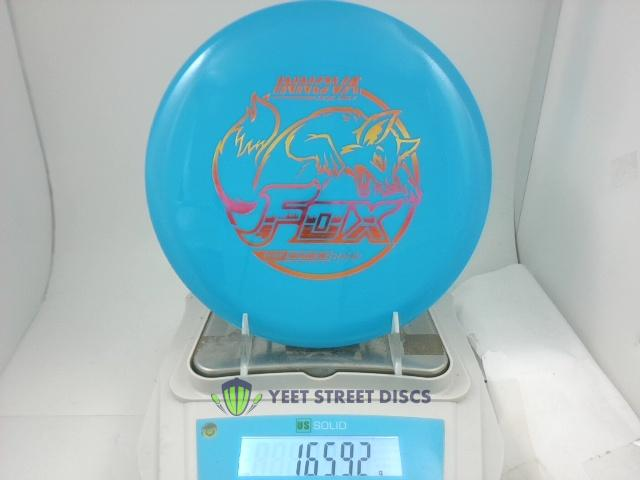 INNOVA
FOX
YEET STREET DISCS
US SOLID
165.92 g